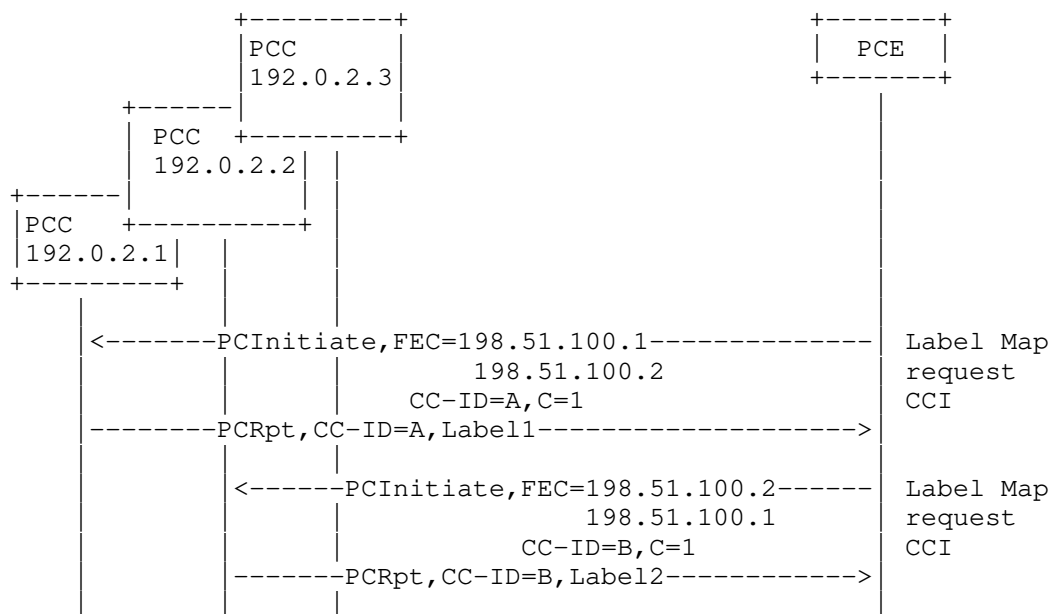 PCC
192.0.2.3
PCE
PCC
192.0.2.2
PCC
192.0.2.1
<-------PCInitiate,FEC=198.51.100.1-------------- Label Map
198.51.100.2 request
CC-ID=A,C=1 CCI
--------PCRpt,CC-ID=A,Label1-------------------->
<------PCInitiate,FEC=198.51.100.2------ Label Map
198.51.100.1 request
CC-ID=B,C=1 CCI
-------PCRpt,CC-ID=B,Label2------------>